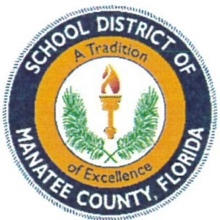 SCHOOL DISTRICT OF
A Tradition
of Excellence
MANATEE COUNTY, FLORIDA